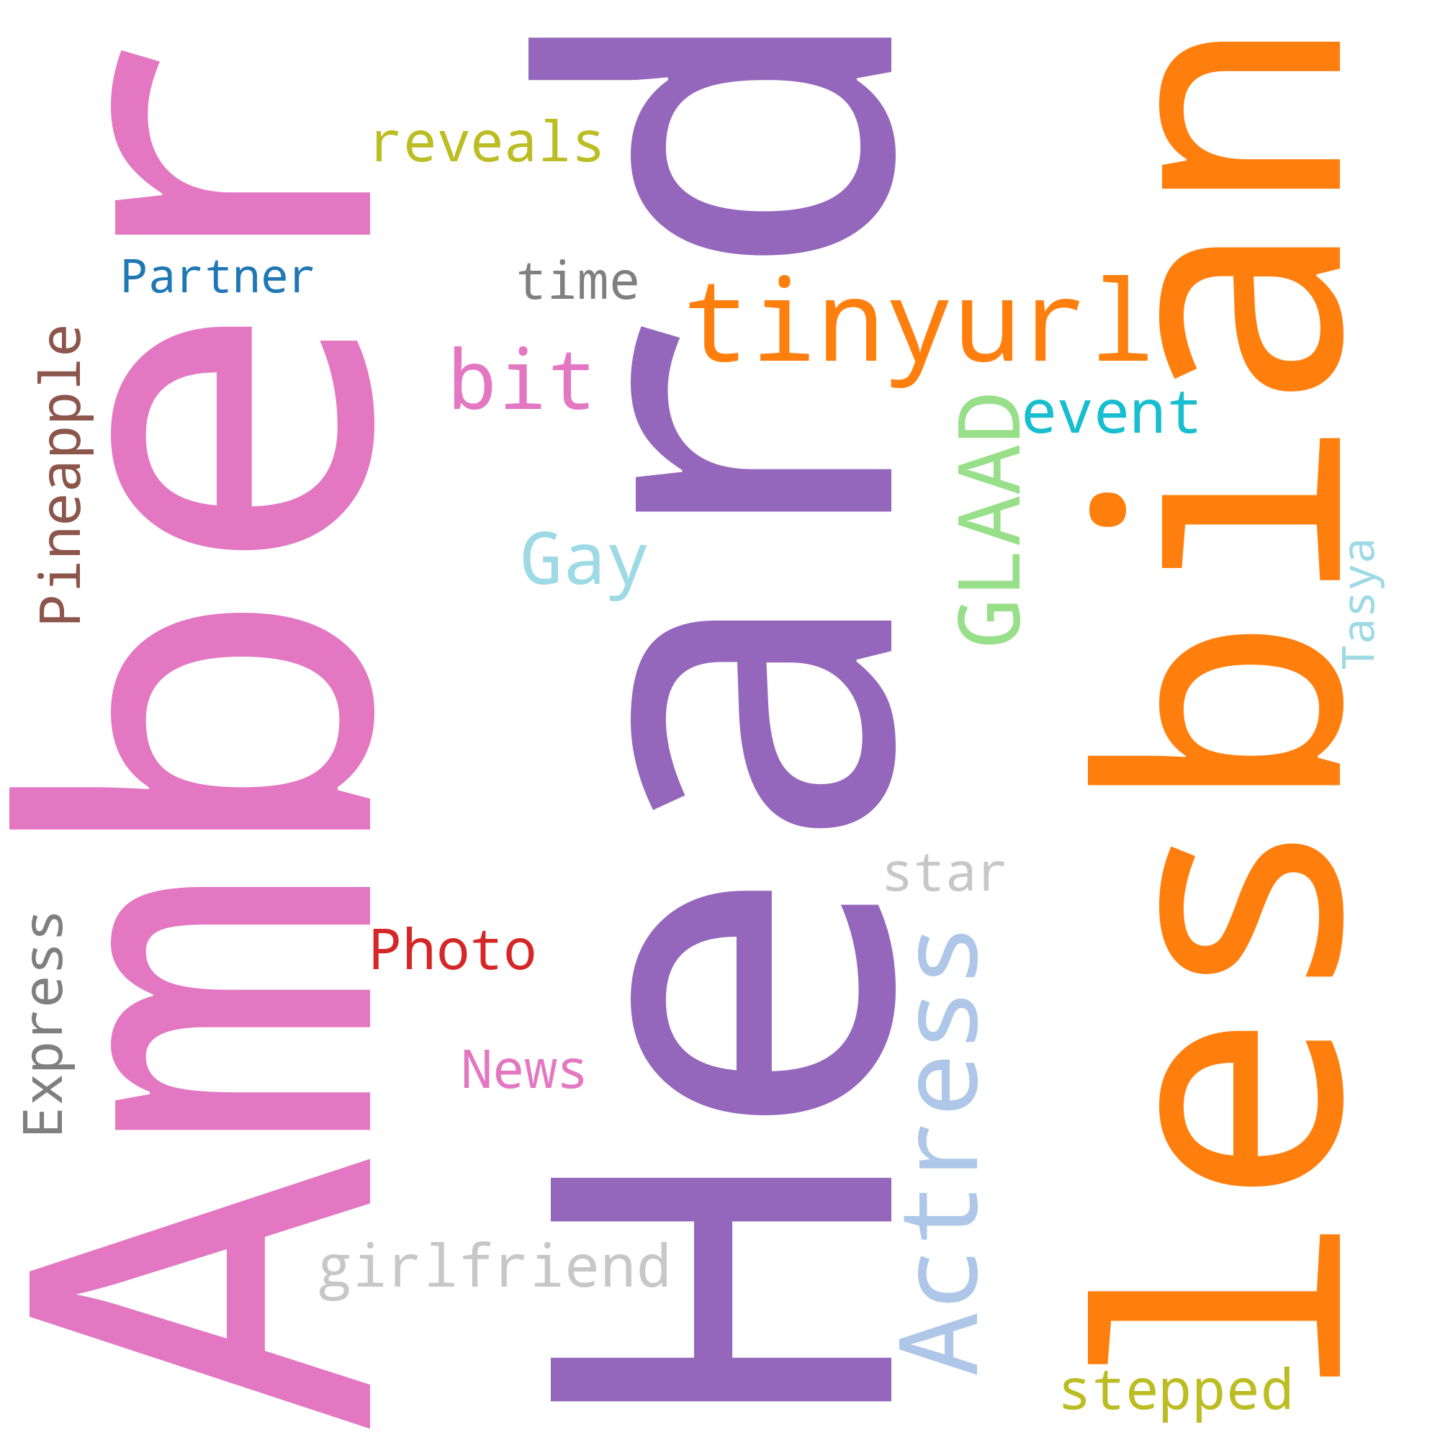 Amber
Heard
lesbian
reveals
Partner
time
tinyurl
Pineapple
bit
event
GLAAD
Gay
Tasya
star
Express
Photo
Actress
News
girlfriend
stepped